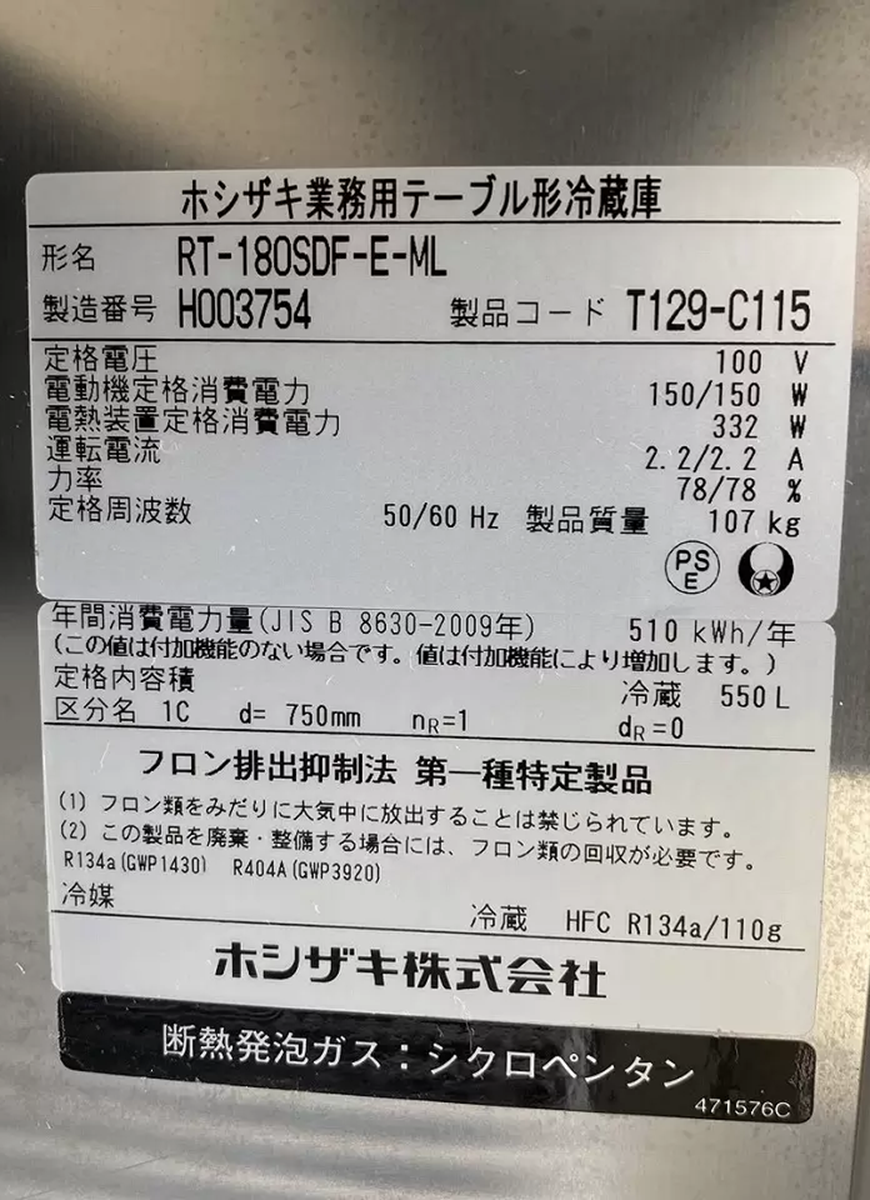 ホシザキ業務用テーブル形冷蔵庫
形名 RT-180SDF-E-ML
製造番号 H003754 製品コード T129-C115
定格電圧 100 V
電動機定格消費電力 150/150 W
電熱装置定格消費電力 332 W
運転電流 2.2/2.2 A
力率 78/78 %
定格周波数 50/60 Hz 製品質量 107 kg
PS
E
年間消費電力量(JIS B 8630-2009年) 510 kWh/年
(この値は付加機能のない場合です。値は付加機能により増加します。)
定格内容積 冷蔵 550L
区分名 1C d= 750mm nR=1 dR=0
フロン排出抑制法 第一種特定製品
(1) フロン類をみだりに大気中に放出することは禁じられています。
(2) この製品を廃棄・整備する場合には、フロン類の回収が必要です。
R134a(GWP1430) R404A(GWP3920)
冷媒 冷蔵 HFC R134a/110g
ホシザキ株式会社
断熱発泡ガス：シクロペンタン
471576C